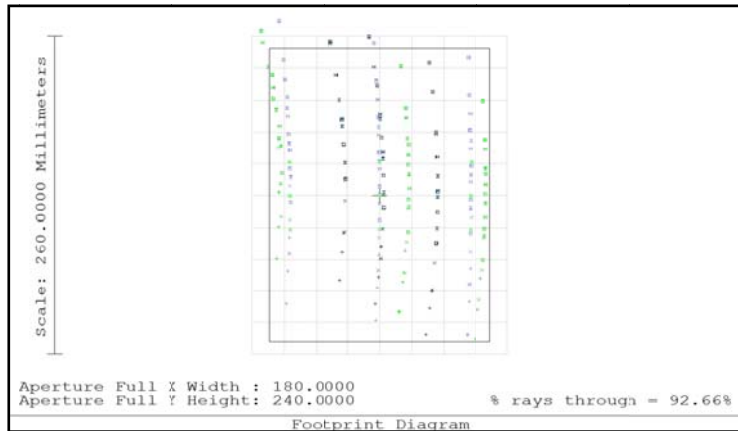 Scale: 260.0000 Millimeters
Aperture Full X Width : 180.0000
Aperture Full Y Height: 240.0000
% rays through = 92.66%
Footprint Diagram